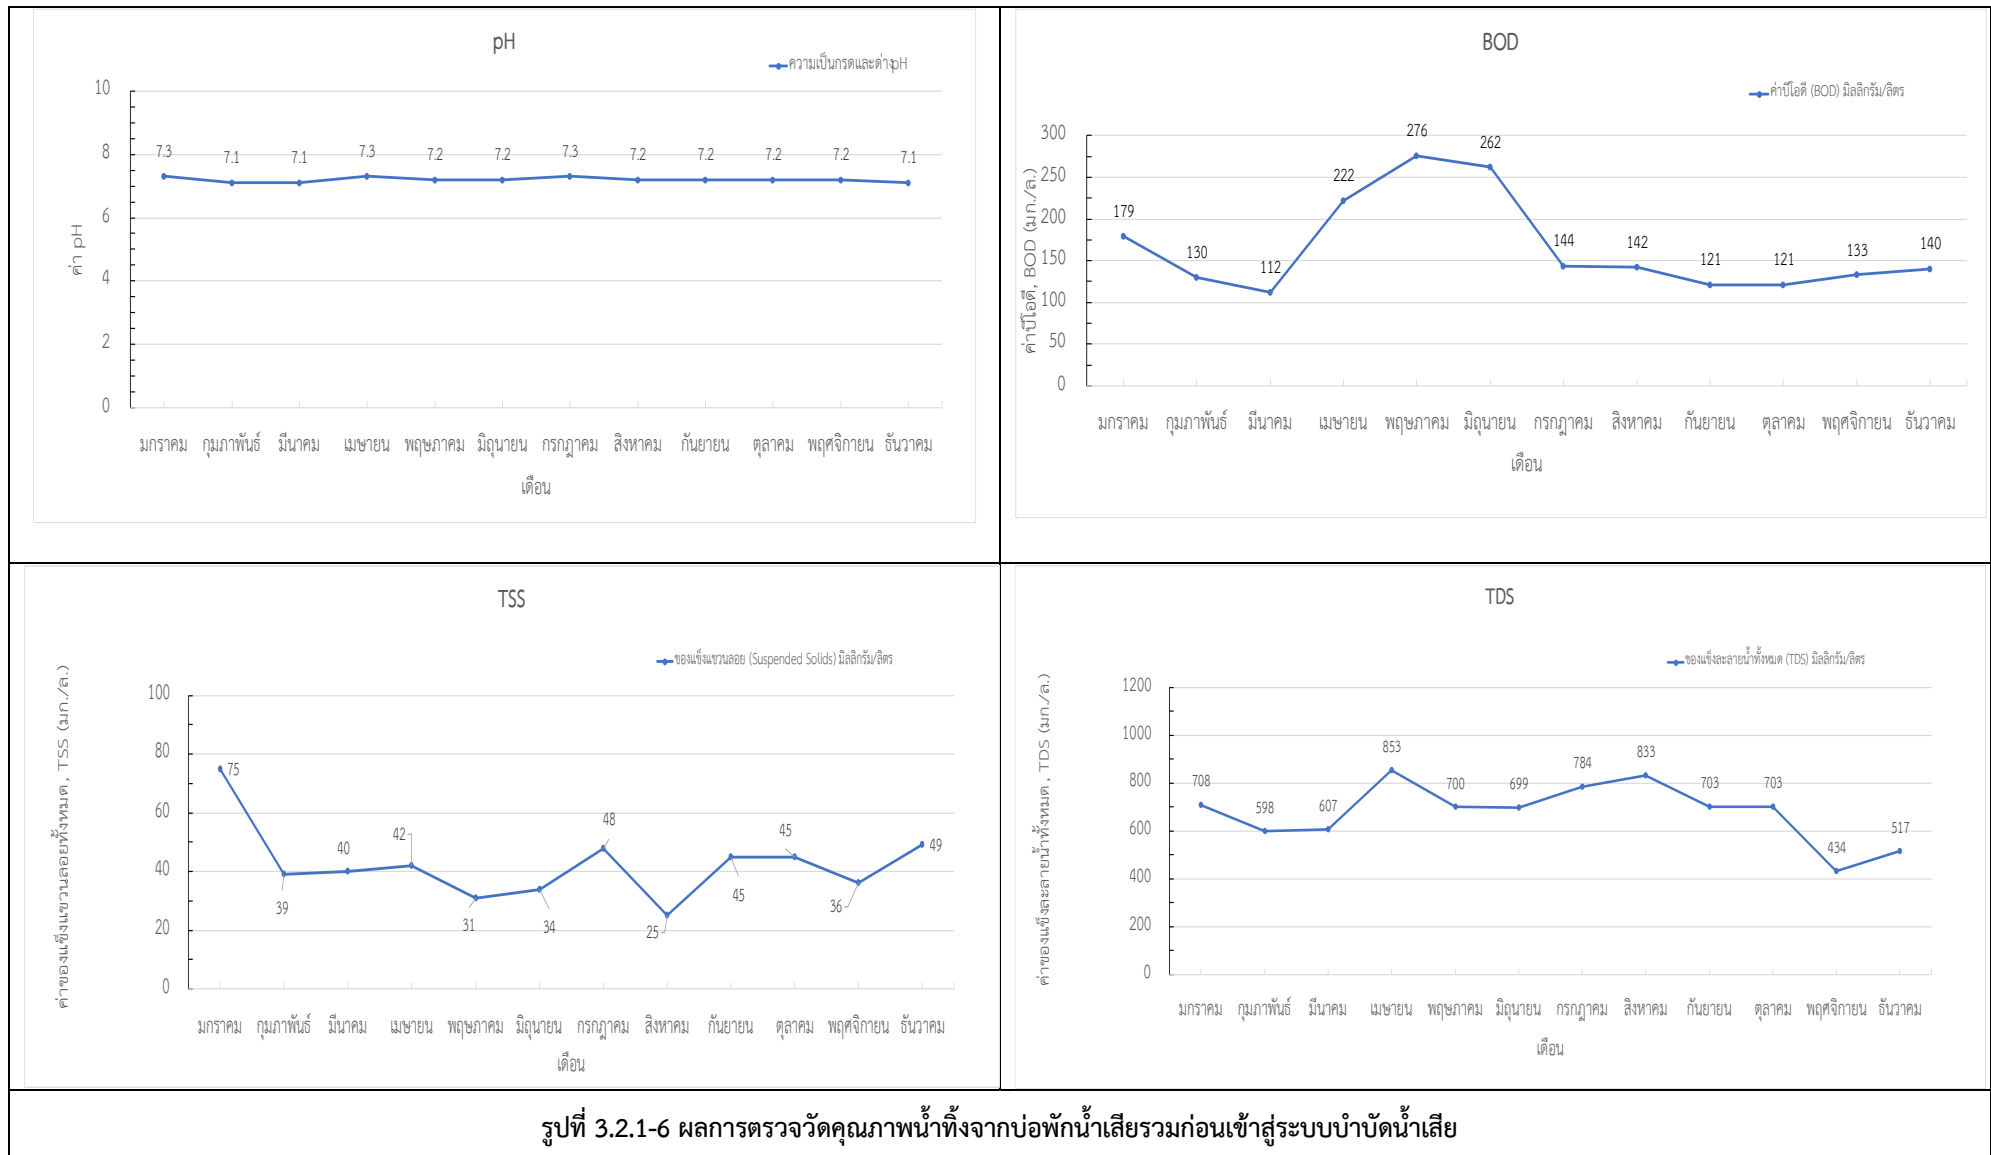 pH
ความเป็นกรดและด่างpH
10
8
6
4
2
0
ค่า pH
7.3 7.1 7.1 7.3 7.2 7.2 7.3 7.2 7.2 7.2 7.2 7.1
มกราคม กุมภาพันธ์ มีนาคม เมษายน พฤษภาคม มิถุนายน กรกฎาคม สิงหาคม กันยายน ตุลาคม พฤศจิกายน ธันวาคม
เดือน
BOD
ค่าบีโอดี (BOD) มิลลิกรัม/ลิตร
300
250
200
150
100
50
0
ค่าบีโอดี, BOD (มก./ล.)
179 130 112 222 276 262 144 142 121 121 133 140
มกราคม กุมภาพันธ์ มีนาคม เมษายน พฤษภาคม มิถุนายน กรกฎาคม สิงหาคม กันยายน ตุลาคม พฤศจิกายน ธันวาคม
เดือน
TSS
ของแข็งแขวนลอย (Suspended Solids) มิลลิกรัม/ลิตร
100
80
60
40
20
0
ค่าของแข็งแขวนลอยทั้งหมด, TSS (มก./ล.)
75 39 40 42 31 34 48 25 45 45 36 49
มกราคม กุมภาพันธ์ มีนาคม เมษายน พฤษภาคม มิถุนายน กรกฎาคม สิงหาคม กันยายน ตุลาคม พฤศจิกายน ธันวาคม
เดือน
TDS
ของแข็งละลายน้ำทั้งหมด (TDS) มิลลิกรัม/ลิตร
1200
1000
800
600
400
200
0
ค่าของแข็งละลายน้ำทั้งหมด , TDS (มก./ล.)
708 598 607 853 700 699 784 833 703 703 434 517
มกราคม กุมภาพันธ์ มีนาคม เมษายน พฤษภาคม มิถุนายน กรกฎาคม สิงหาคม กันยายน ตุลาคม พฤศจิกายน ธันวาคม
เดือน
รูปที่ 3.2.1-6 ผลการตรวจวัดคุณภาพน้ำทิ้งจากบ่อพักน้ำเสียรวมก่อนเข้าสู่ระบบบำบัดน้ำเสีย